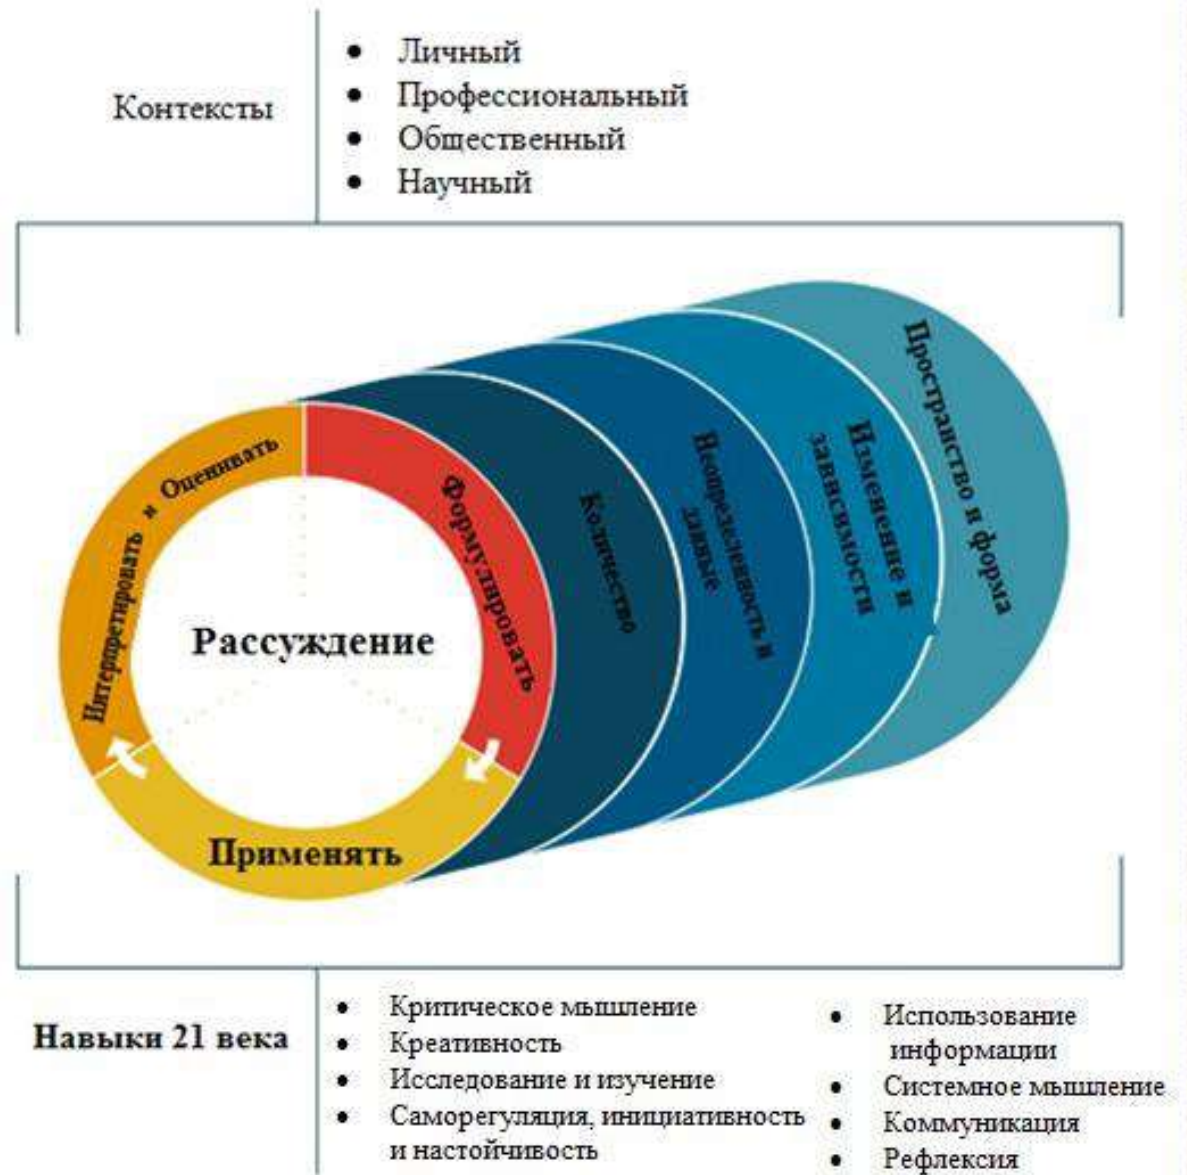 Контексты
• Личный
• Профессиональный
• Общественный
• Научный
Интерпретировать и Оценивать
Формулировать
Применять
Рассуждение
Количество
Неопределенность и
данные
Изменение и
зависимости
Пространство и форма
Навыки 21 века
• Критическое мышление
• Креативность
• Исследование и изучение
• Саморегуляция, инициативность
и настойчивость
• Использование
информации
• Системное мышление
• Коммуникация
• Рефлексия